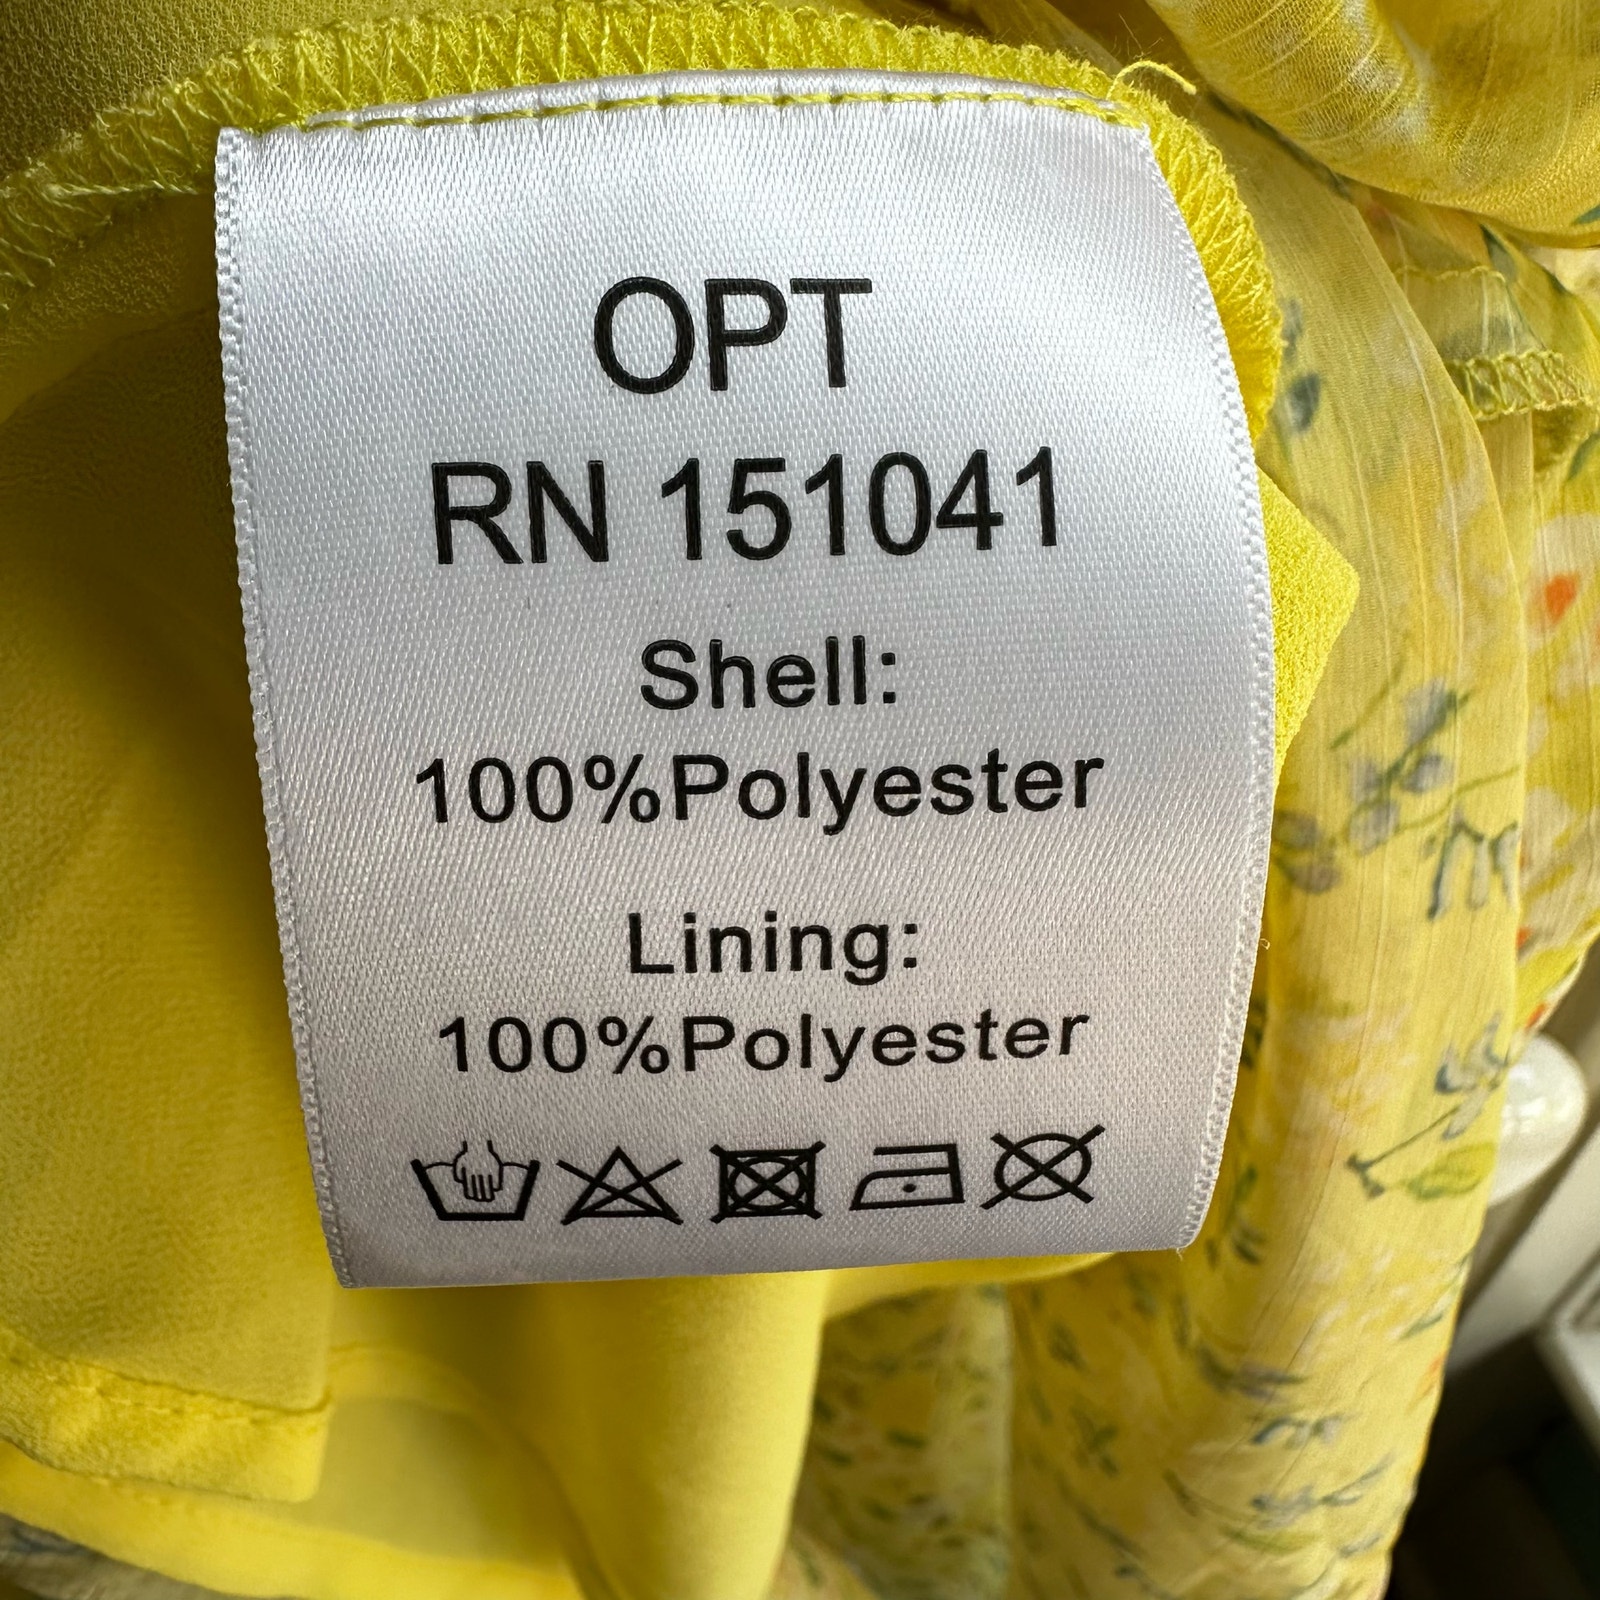 OPT
RN 151041
Shell:
100%Polyester
Lining:
100%Polyester